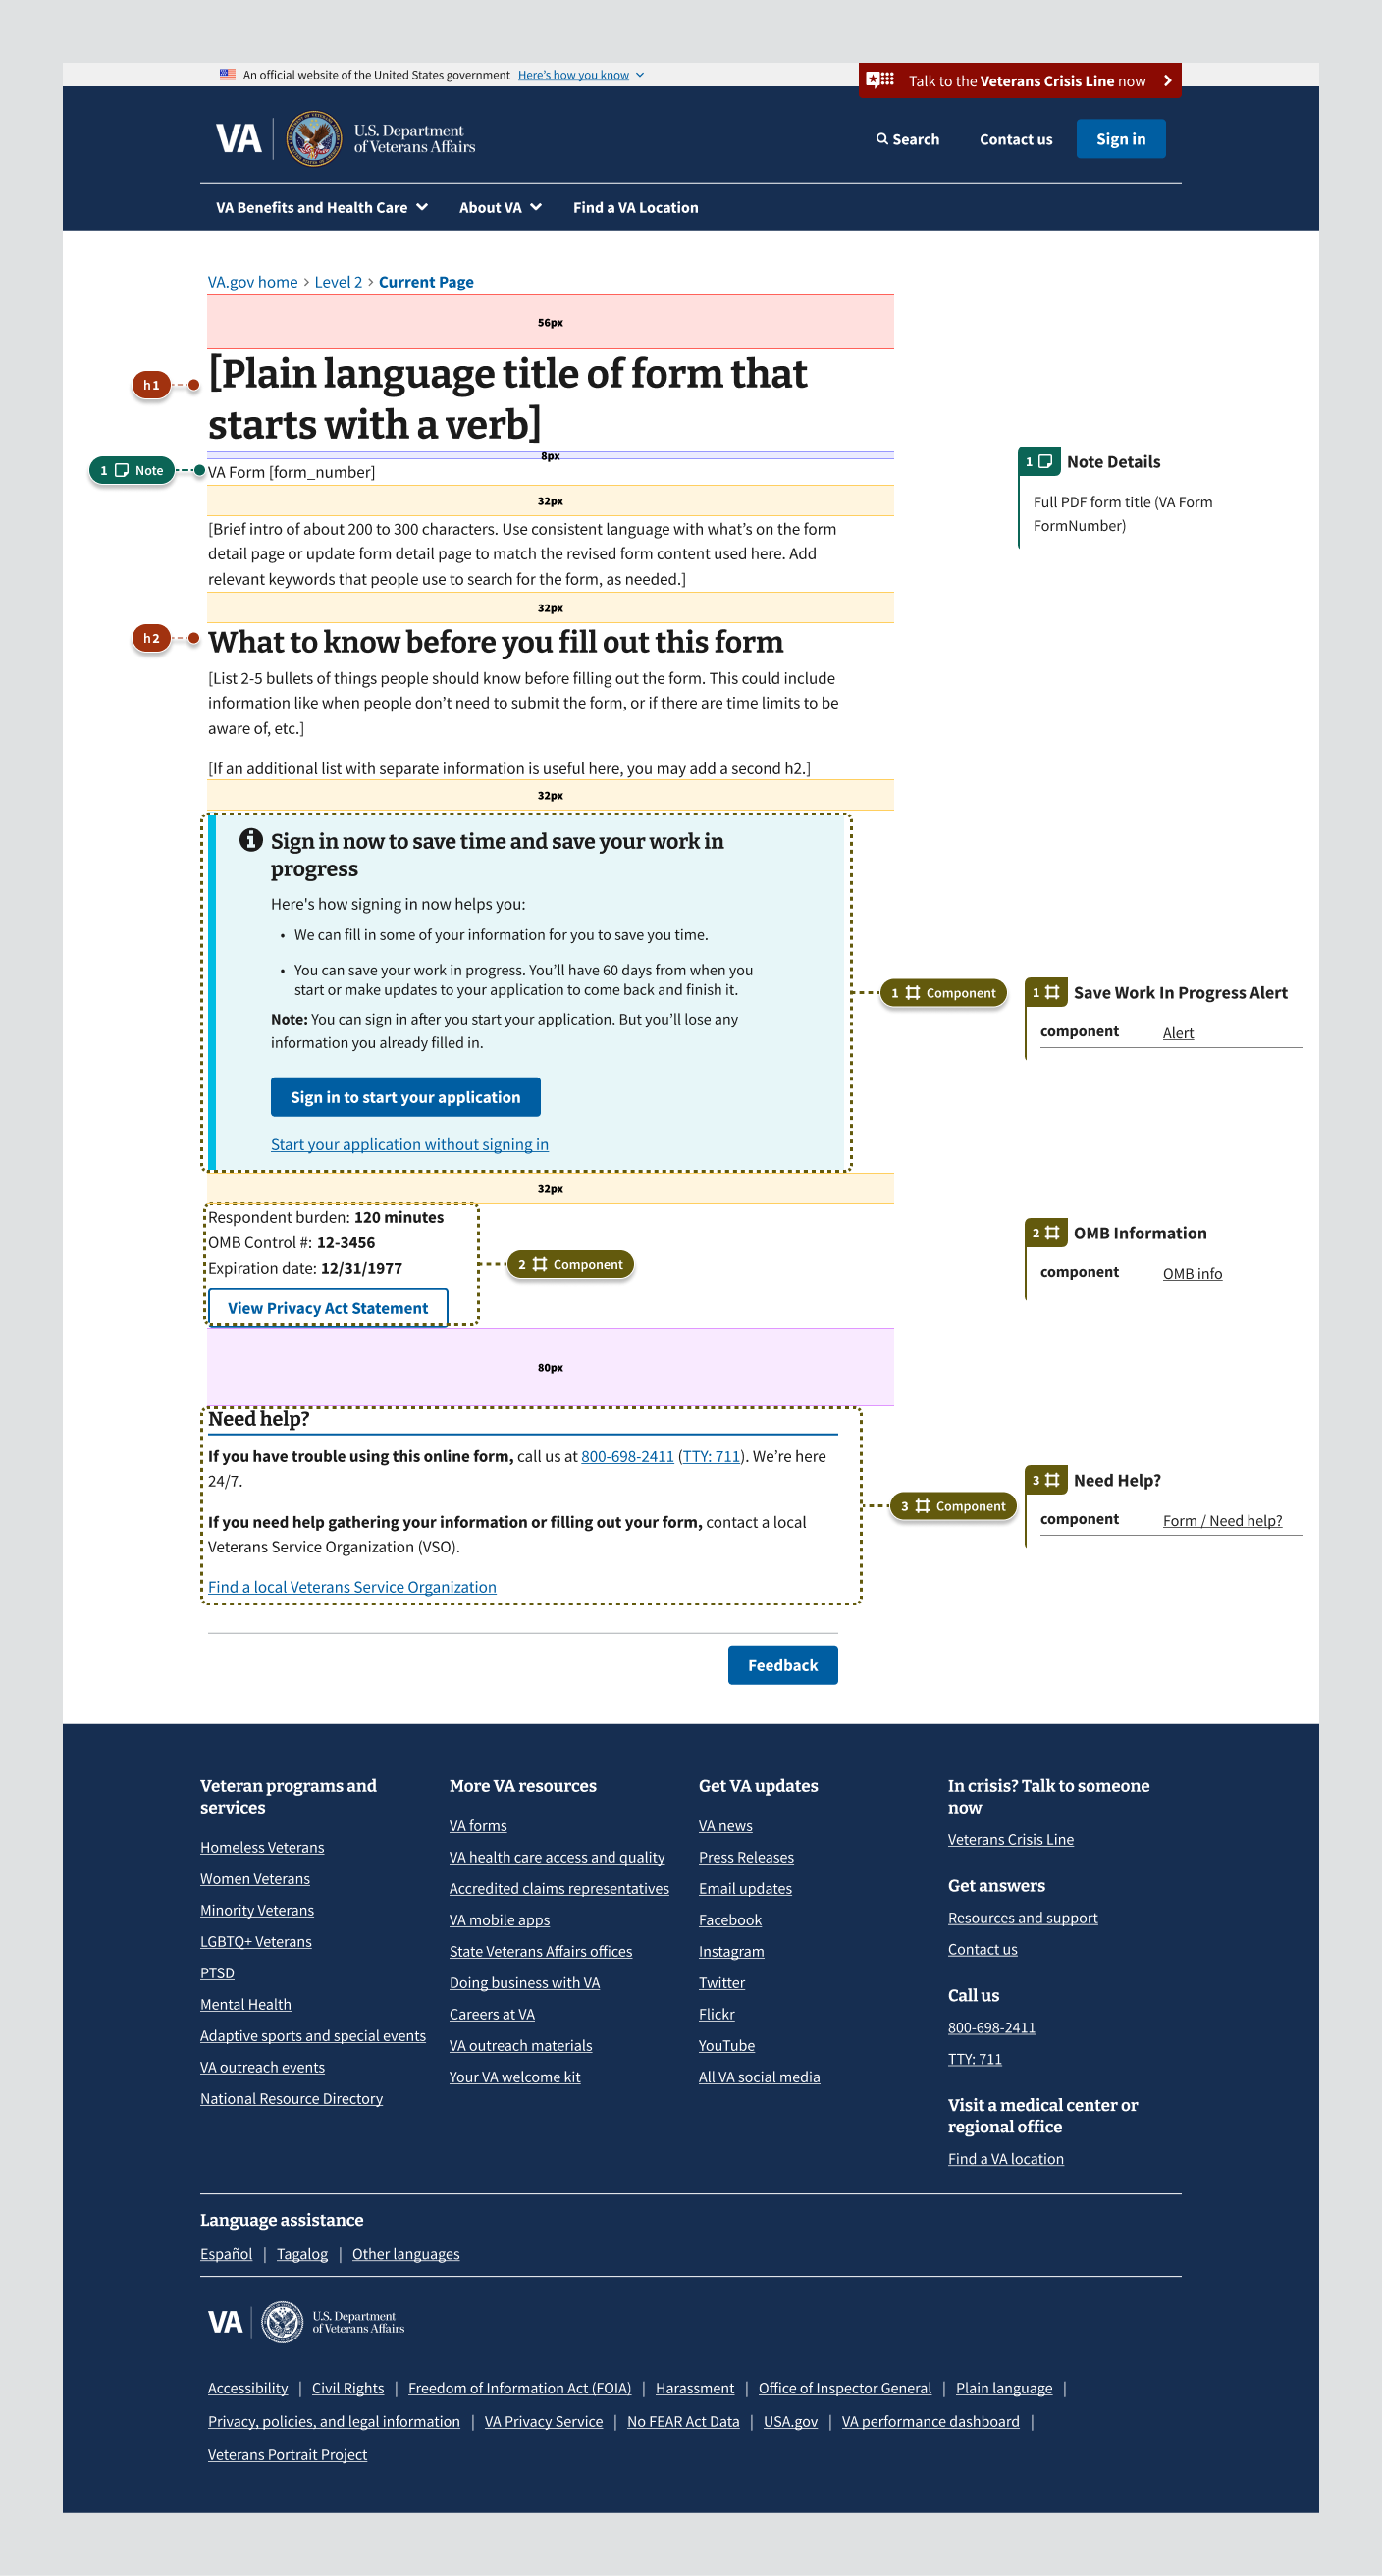 An official website of the United States government Here's how you know
Talk to the Veterans Crisis Line now
VA
U.S. Department
of Veterans Affairs
Search
Contact us
Sign in
VA Benefits and Health Care
About VA
Find a VA Location
VA.gov home > Level 2 > Current Page
56px
h1
[Plain language title of form that
starts with a verb]
8px
1 Note
VA Form [form_number]
1 Note Details
Full PDF form title (VA Form
FormNumber)
32px
[Brief intro of about 200 to 300 characters. Use consistent language with what’s on the form
detail page or update form detail page to match the revised form content used here. Add
relevant keywords that people use to search for the form, as needed.]
32px
h2
What to know before you fill out this form
[List 2-5 bullets of things people should know before filling out the form. This could include
information like when people don’t need to submit the form, or if there are time limits to be
aware of, etc.]
[If an additional list with separate information is useful here, you may add a second h2.]
32px
Sign in now to save time and save your work in
progress
Here's how signing in now helps you:
• We can fill in some of your information for you to save you time.
• You can save your work in progress. You’ll have 60 days from when you
start or make updates to your application to come back and finish it.
Note: You can sign in after you start your application. But you’ll lose any
information you already filled in.
Sign in to start your application
Start your application without signing in
1 Component
1 Save Work In Progress Alert
component Alert
32px
Respondent burden: 120 minutes
OMB Control #: 12-3456
Expiration date: 12/31/1977
View Privacy Act Statement
2 Component
2 OMB Information
component OMB info
80px
Need help?
If you have trouble using this online form, call us at 800-698-2411 (TTY: 711). We’re here
24/7.
If you need help gathering your information or filling out your form, contact a local
Veterans Service Organization (VSO).
Find a local Veterans Service Organization
3 Component
3 Need Help?
component Form / Need help?
Feedback
Veteran programs and
services
Homeless Veterans
Women Veterans
Minority Veterans
LGBTQ+ Veterans
PTSD
Mental Health
Adaptive sports and special events
VA outreach events
National Resource Directory
More VA resources
VA forms
VA health care access and quality
Accredited claims representatives
VA mobile apps
State Veterans Affairs offices
Doing business with VA
Careers at VA
VA outreach materials
Your VA welcome kit
Get VA updates
VA news
Press Releases
Email updates
Facebook
Instagram
Twitter
Flickr
YouTube
All VA social media
In crisis? Talk to someone
now
Veterans Crisis Line
Get answers
Resources and support
Contact us
Call us
800-698-2411
TTY: 711
Visit a medical center or
regional office
Find a VA location
Language assistance
Español | Tagalog | Other languages
VA
U.S. Department
of Veterans Affairs
Accessibility | Civil Rights | Freedom of Information Act (FOIA) | Harassment | Office of Inspector General | Plain language |
Privacy, policies, and legal information | VA Privacy Service | No FEAR Act Data | USA.gov | VA performance dashboard |
Veterans Portrait Project